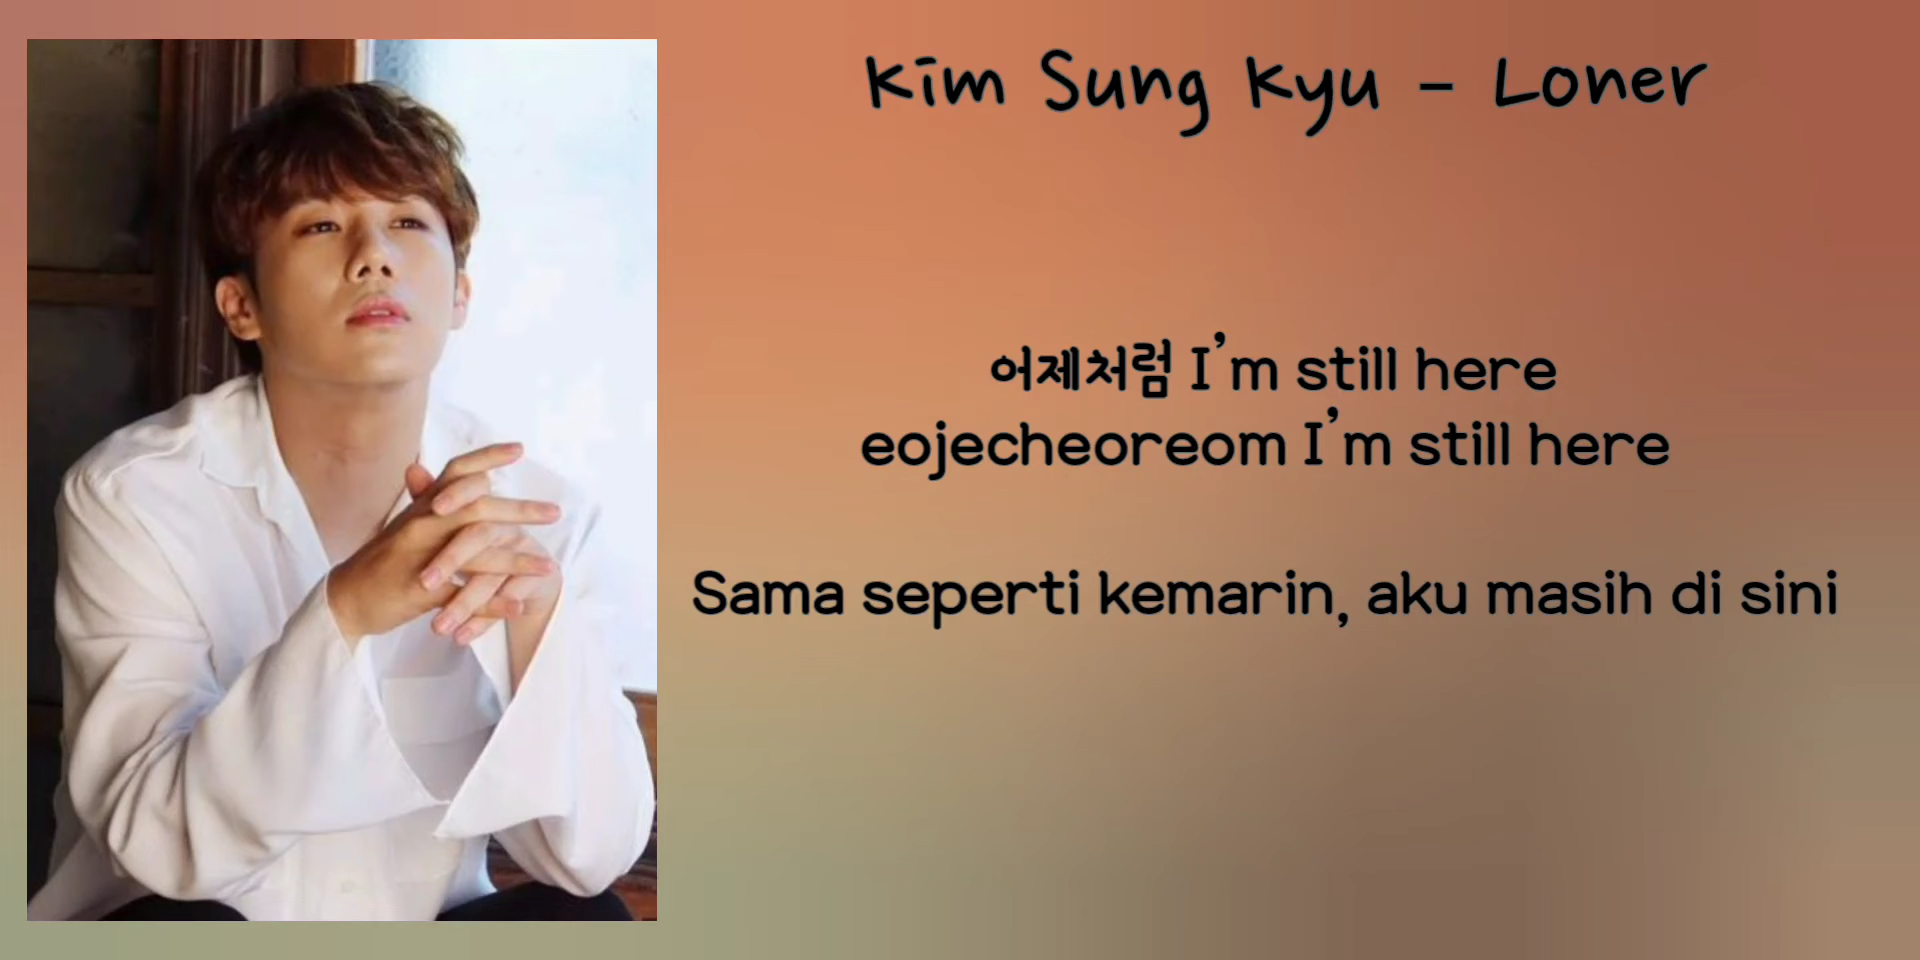 Kim Sung Kyu - Loner
어제처럼 I'm still here
eojecheoreom I'm still here
Sama seperti kemarin, aku masih di sini